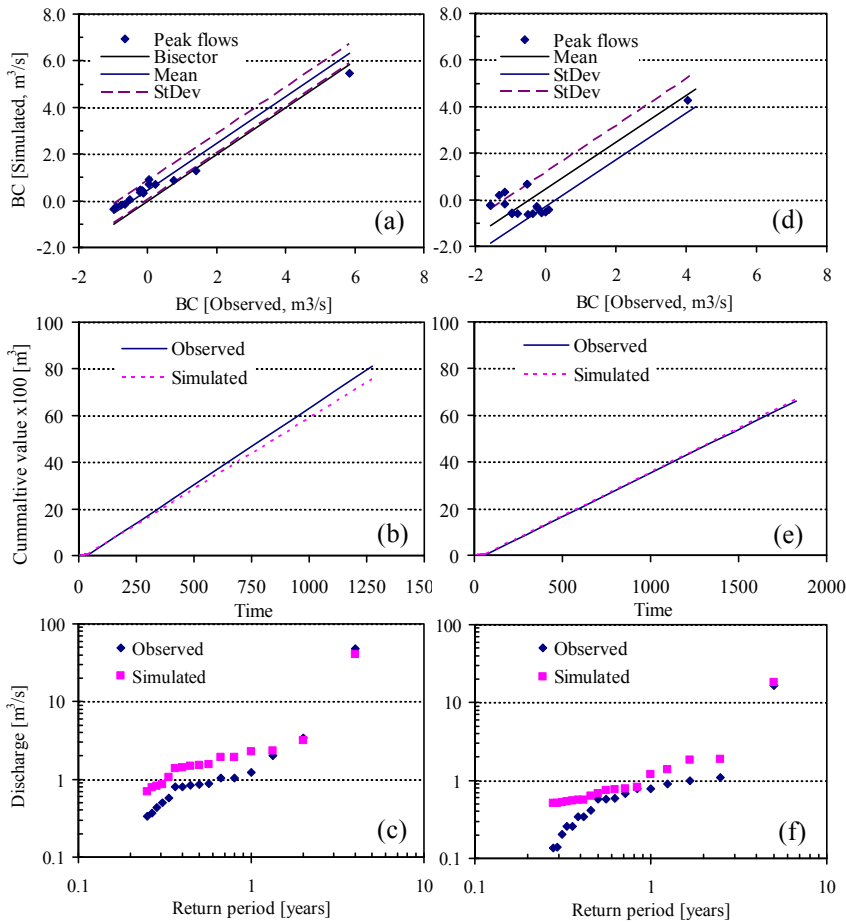 8.0
6.0
4.0
2.0
0.0
-2.0
BC [Simulated, m³/s]
Peak flows
Bisector
Mean
StDev
(a)
-2 0 2 4 6 8
BC [Observed, m3/s]
8.0
6.0
4.0
2.0
0.0
-2.0
Peak flows
Mean
StDev
StDev
(d)
-2 0 2 4 6 8
BC [Observed, m3/s]
100
80
60
40
20
0
Cummaltive value x100 [m³]
Observed
Simulated
(b)
0 250 500 750 1000 1250 150
Time
100
80
60
40
20
0
Observed
Simulated
(e)
0 500 1000 1500 2000
Time
100
10
1
0.1
Discharge [m³/s]
Observed
Simulated
(c)
0.1 1 10
Return period [years]
100
10
1
0.1
Observed
Simulated
(f)
0.1 1 10
Return period [years]